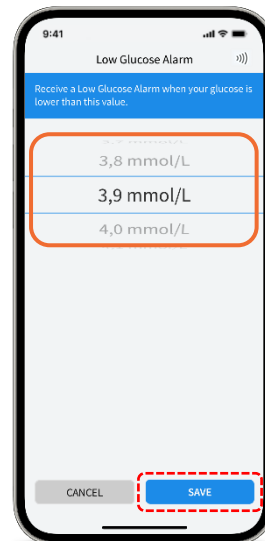 9:41
Low Glucose Alarm
Receive a Low Glucose Alarm when your glucose is
lower than this value.
3,8 mmol/L
3,9 mmol/L
4,0 mmol/L
CANCEL
SAVE